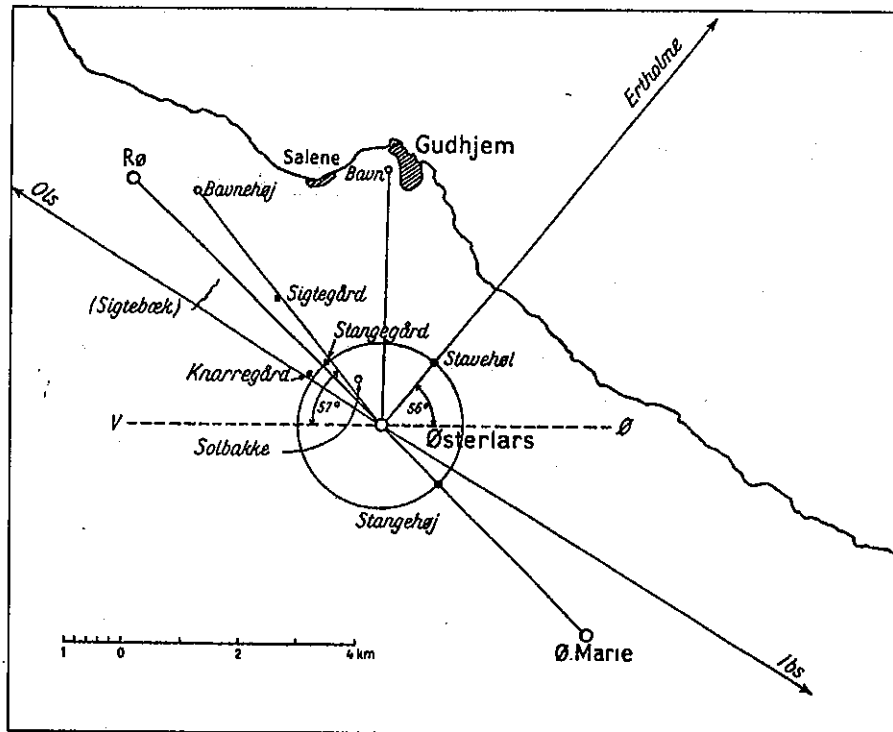 Ertholme
Gudhjem
Rø
Salene
Bavn
Bavnehøj
Ols
Sigtegård
(Sigtebæk)
Stangegård
Stavehøl
Knarregård
57°
56°
V
Ø
Østerlars
Solbakke
Stangehøj
1 0 2 4 km
Ø.Marie
Ibs